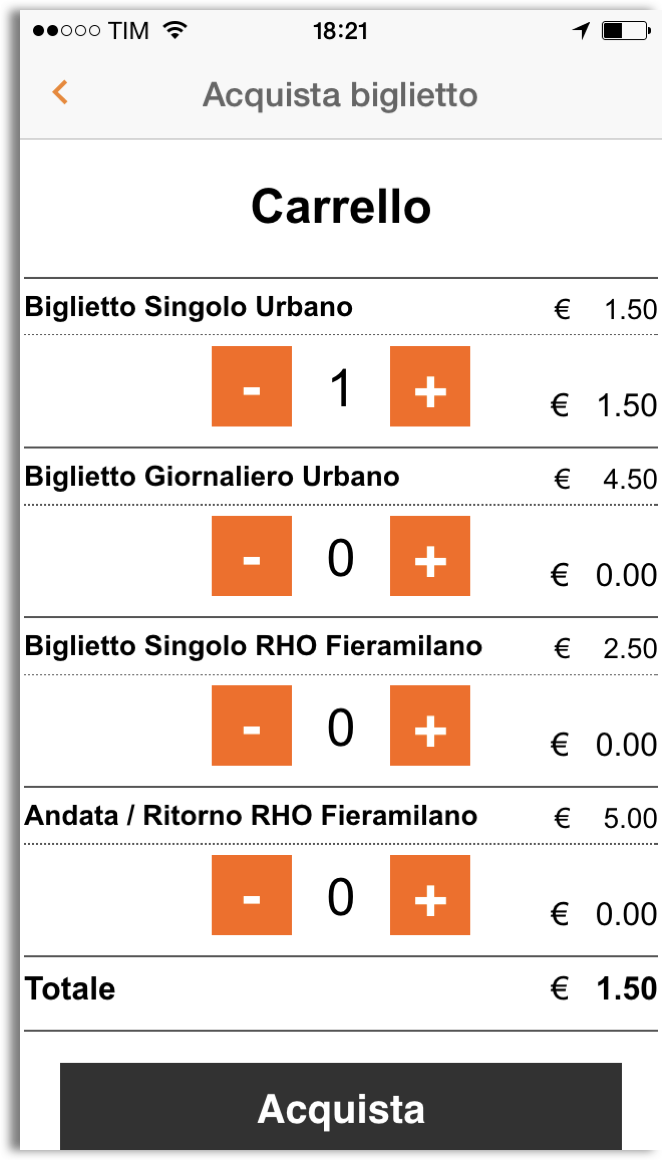 TIM 18:21
< Acquista biglietto
Carrello
Biglietto Singolo Urbano € 1.50
- 1 + € 1.50
Biglietto Giornaliero Urbano € 4.50
- 0 + € 0.00
Biglietto Singolo RHO Fieramilano € 2.50
- 0 + € 0.00
Andata / Ritorno RHO Fieramilano € 5.00
- 0 + € 0.00
Totale € 1.50
Acquista